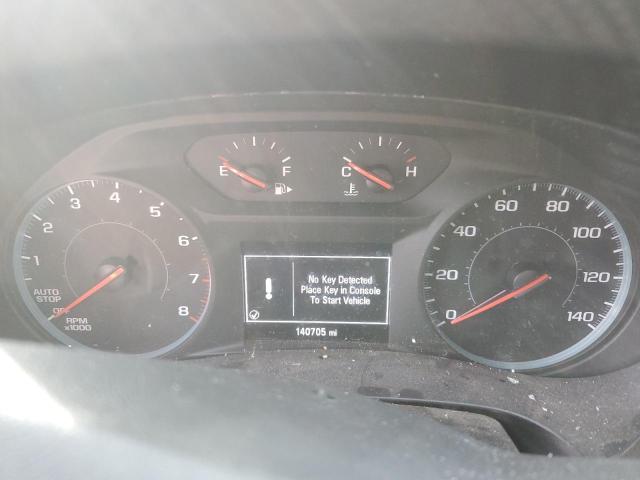 E F
C H
1 2 3 4 5 6 7 8
AUTO
STOP
OFF
RPM
x1000
No Key Detected
Place Key in Console
To Start Vehicle
140705 mi
0 20 40 60 80 100 120 140